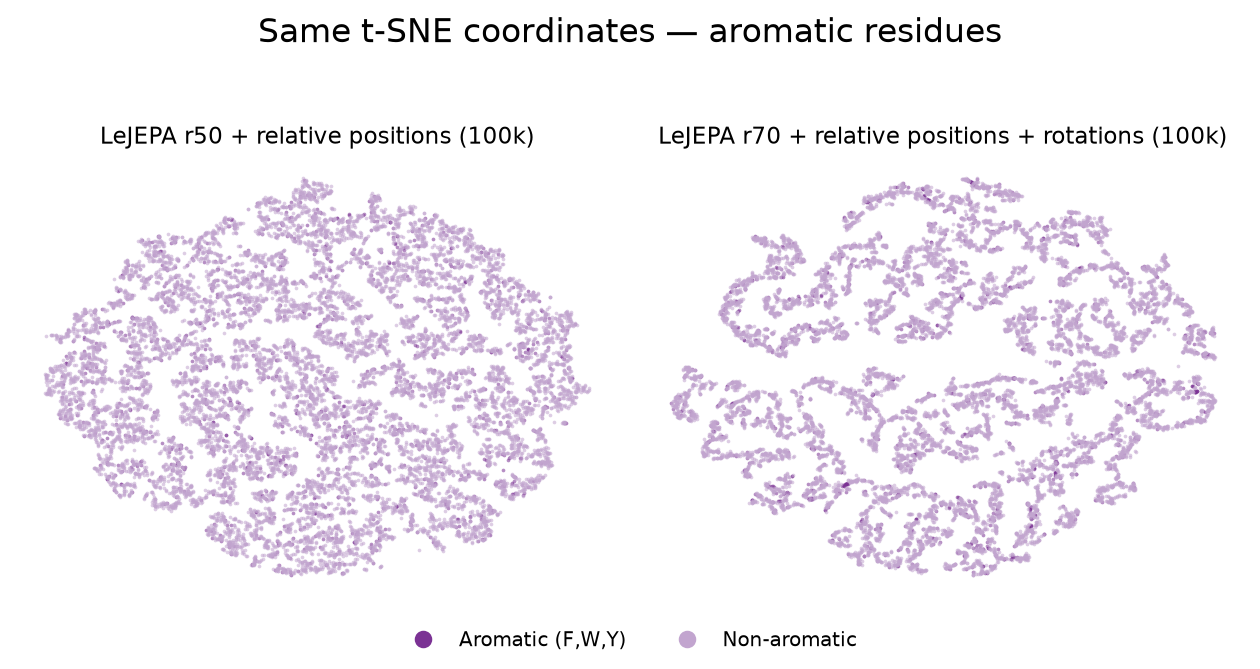 Same t-SNE coordinates — aromatic residues
LeJEPA r50 + relative positions (100k)
LeJEPA r70 + relative positions + rotations (100k)
Aromatic (F,W,Y)
Non-aromatic